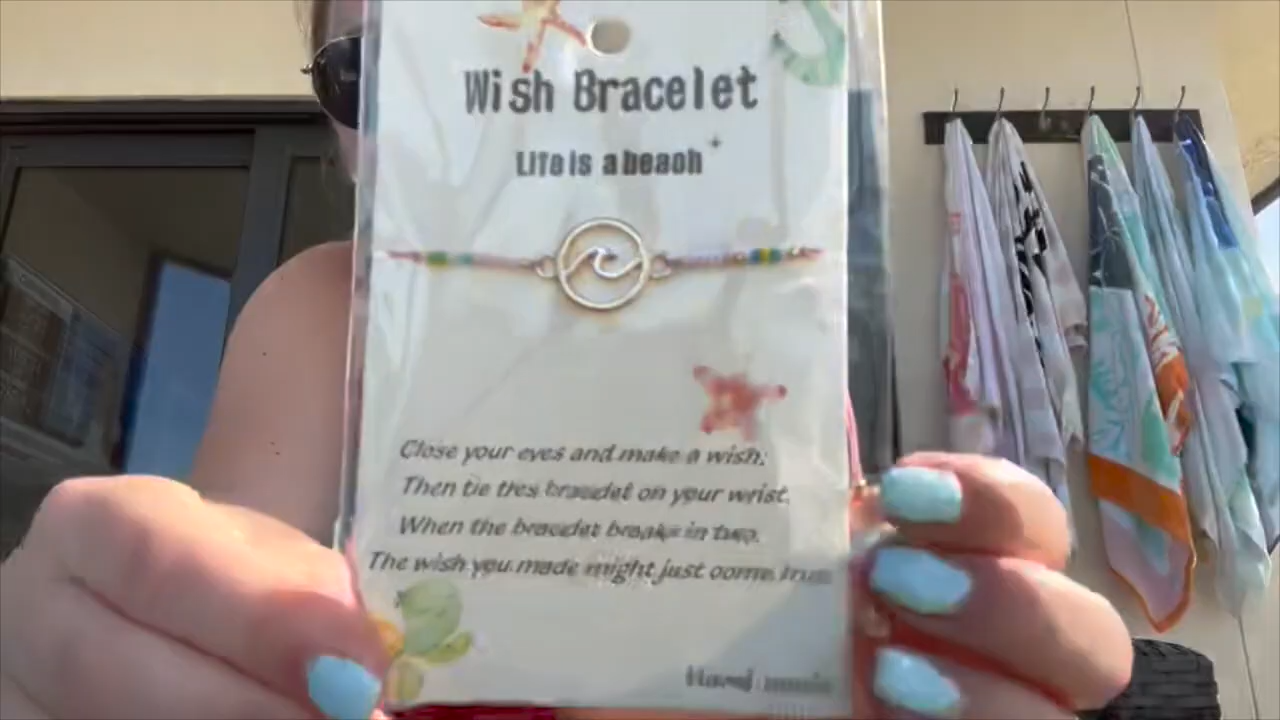 Wish Bracelet
Life is a beach
Close your eyes and make a wish:
Then tie this bracelet on your wrist.
When the bracelet breaks in two.
The wish you made might just come true